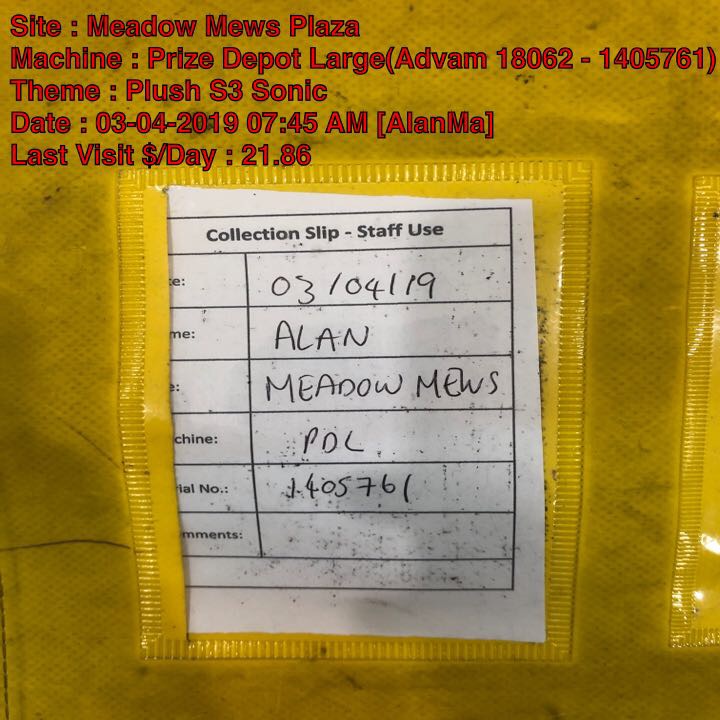 Site : Meadow Mews Plaza
Machine : Prize Depot Large(Advam 18062 - 1405761)
Theme : Plush S3 Sonic
Date : 03-04-2019 07:45 AM [AlanMa]
Last Visit $/Day : 21.86
Collection Slip - Staff Use
te: 03/04/19
me: ALAN
e: MEADOW MEWS
chine: PDL
ial No.: 1405761
mments: